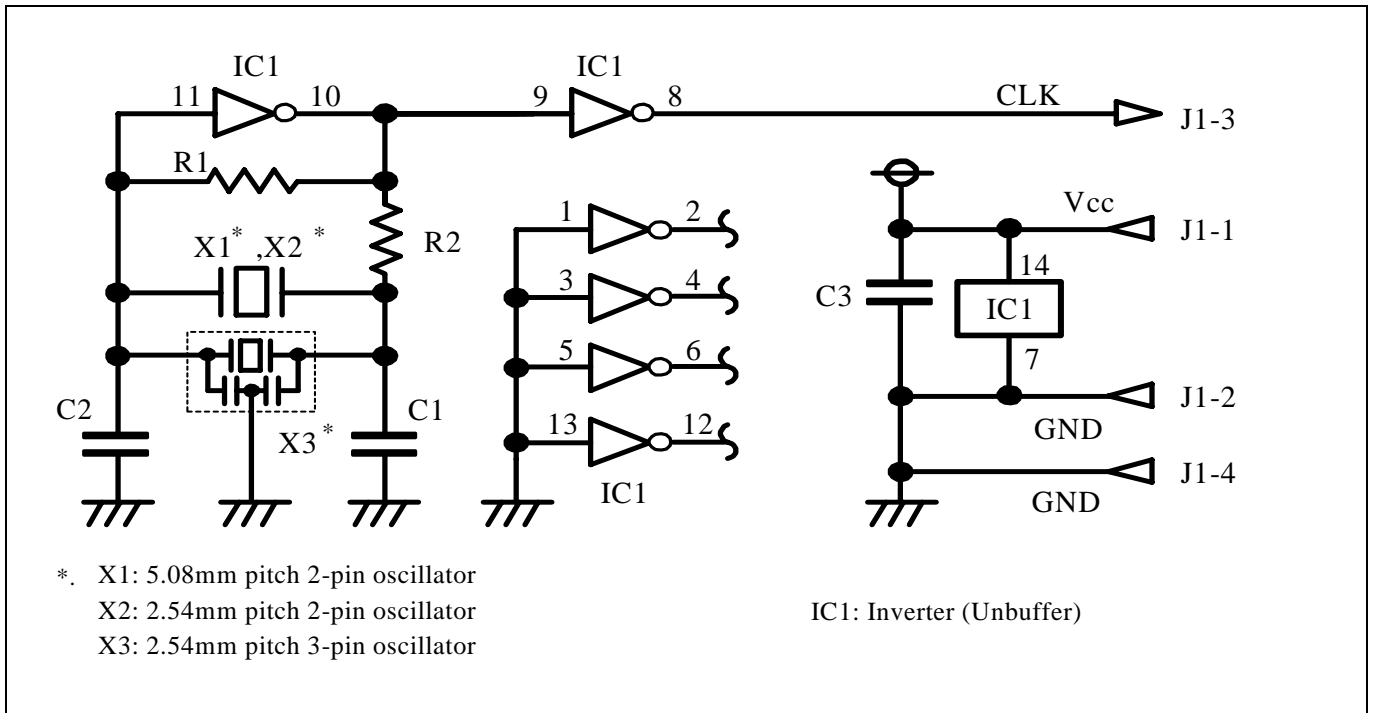 IC1
IC1
11
10
9
8
CLK
J1-3
R1
R2
X1* ,X2 *
1
2
3
4
5
6
13
12
IC1
Vcc
J1-1
14
C3
IC1
7
J1-2
GND
J1-4
GND
C2
C1
X3*
*. X1: 5.08mm pitch 2-pin oscillator
X2: 2.54mm pitch 2-pin oscillator
X3: 2.54mm pitch 3-pin oscillator
IC1: Inverter (Unbuffer)